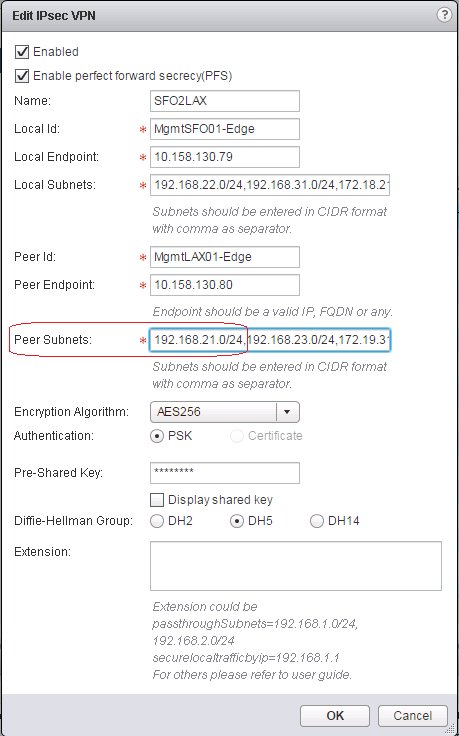 Edit IPsec VPN ?
Enabled
Enable perfect forward secrecy(PFS)
Name: SFO2LAX
Local Id: * MgmtSFO01-Edge
Local Endpoint: * 10.158.130.79
Local Subnets: * 192.168.22.0/24,192.168.31.0/24,172.18.21
Subnets should be entered in CIDR format
with comma as separator.
Peer Id: * MgmtLAX01-Edge
Peer Endpoint: * 10.158.130.80
Endpoint should be a valid IP, FQDN or any.
Peer Subnets: * 192.168.21.0/24,192.168.23.0/24,172.19.31
Subnets should be entered in CIDR format
with comma as separator.
Encryption Algorithm: AES256
Authentication: PSK Certificate
Pre-Shared Key: ********
Display shared key
Diffie-Hellman Group: DH2 DH5 DH14
Extension:
Extension could be
passthroughSubnets=192.168.1.0/24,
192.168.2.0/24
securelocaltrafficbyip=192.168.1.1
For others please refer to user guide.
OK Cancel